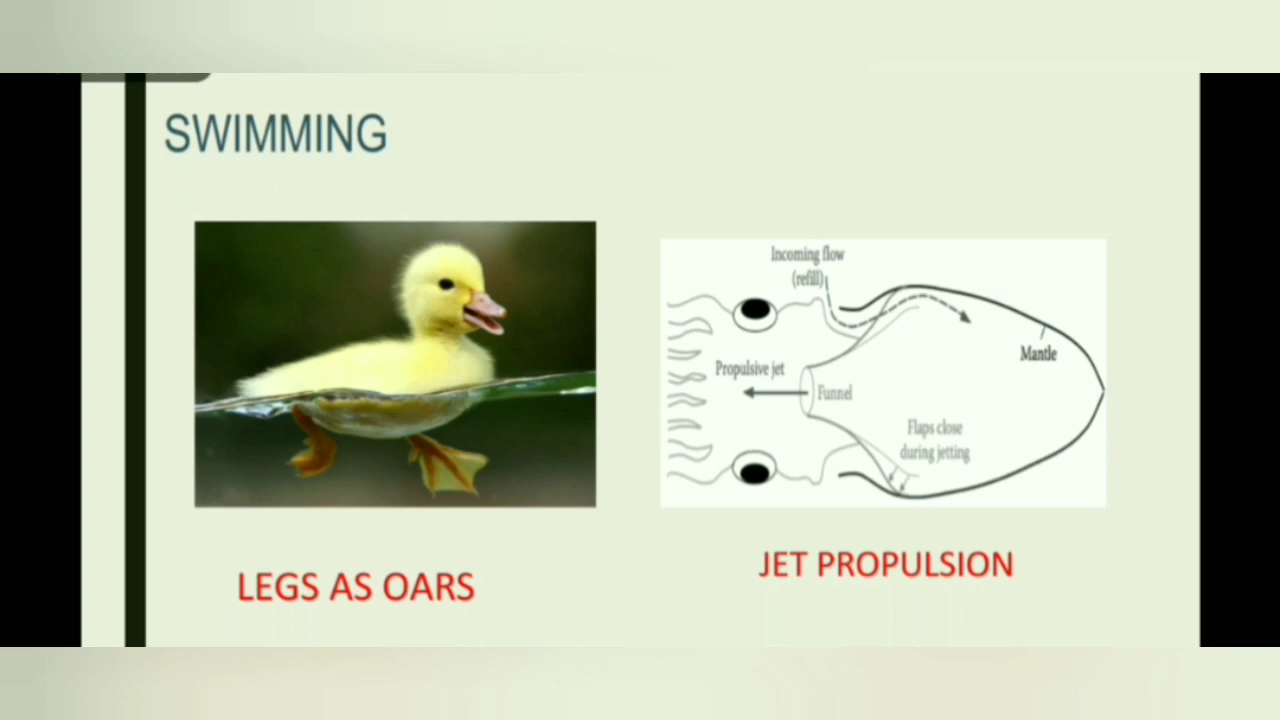 SWIMMING
Incoming flow
(refill)
Mantle
Propulsive jet
Funnel
Flaps close
during jetting
LEGS AS OARS
JET PROPULSION